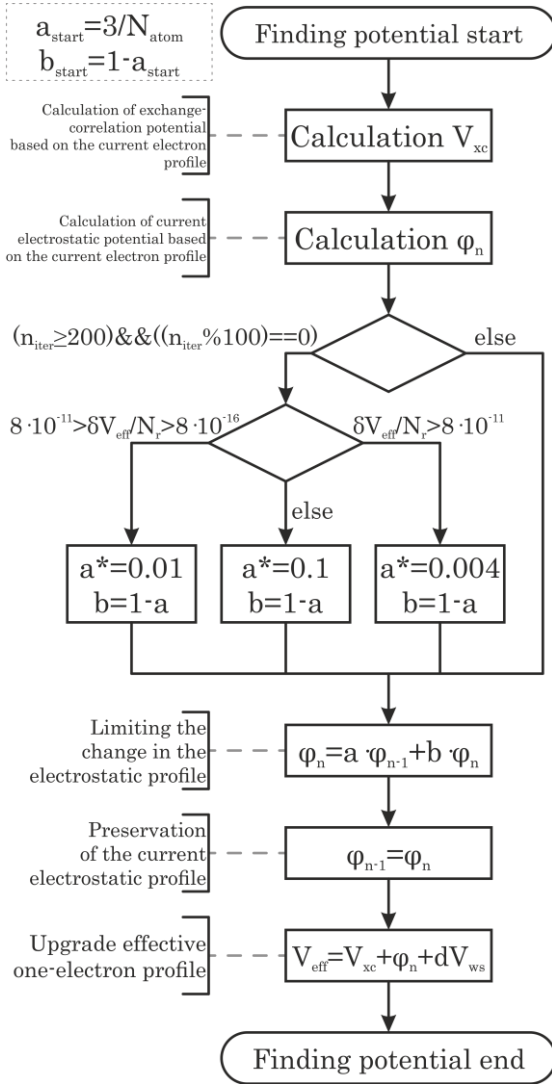 a_start=3/N_atom
b_start=1-a_start
Finding potential start
Calculation of exchange-
correlation potential
based on the current electron
profile
Calculation V_xc
Calculation of current
electrostatic potential based
on the current electron profile
Calculation φ_n
(n_iter≥200)&&((n_iter%100)==0)
else
8·10^-11>δV_eff/N_r>8·10^-16
δV_eff/N_r>8·10^-11
else
a*=0.01
b=1-a
a*=0.1
b=1-a
a*=0.004
b=1-a
Limiting the
change in the
electrostatic profile
φ_n=a·φ_n-1+b·φ_n
Preservation
of the current
electrostatic profile
φ_n-1=φ_n
Upgrade effective
one-electron profile
V_eff=V_xc+φ_n+dV_ws
Finding potential end